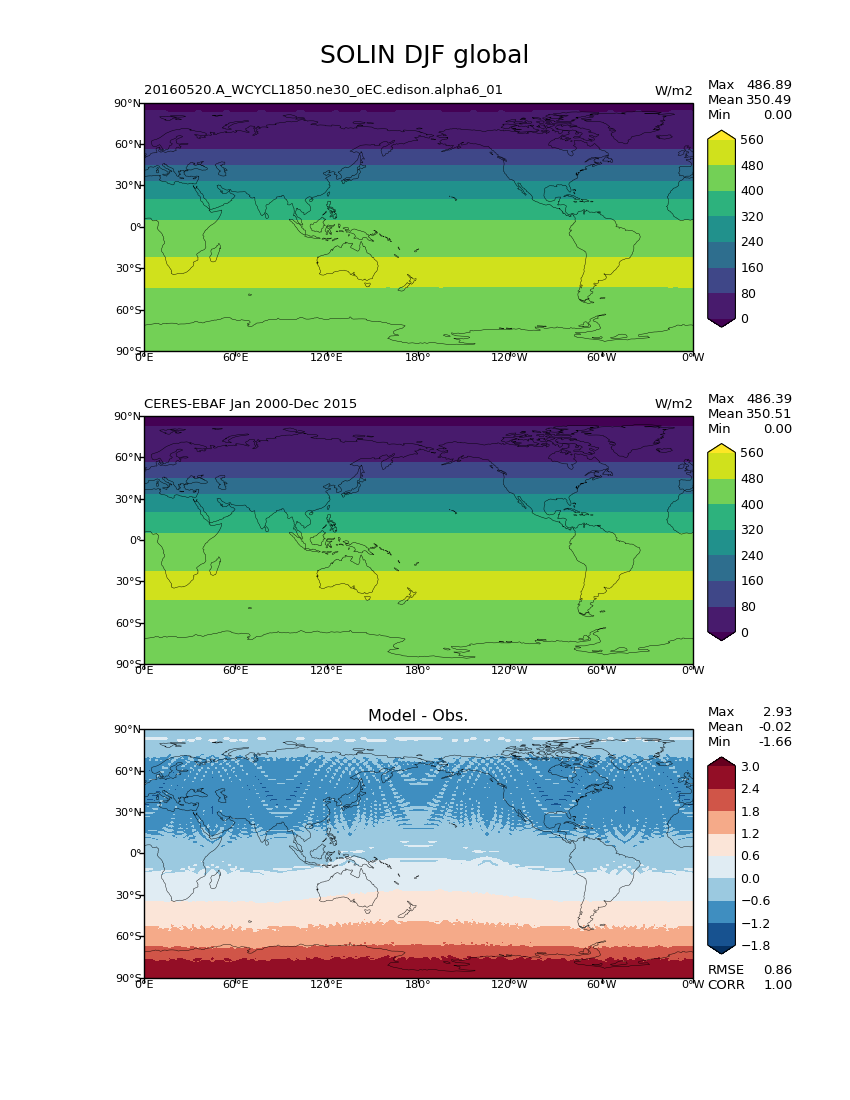 SOLIN DJF global
20160520.A_WCYCL1850.ne30_oEC.edison.alpha6_01 W/m2
Max 486.89
Mean 350.49
Min 0.00
90°N
60°N
30°N
0°
30°S
60°S
90°S
0°E 60°E 120°E 180° 120°W 60°W 0°W
560
480
400
320
240
160
80
0
CERES-EBAF Jan 2000-Dec 2015 W/m2
Max 486.39
Mean 350.51
Min 0.00
90°N
60°N
30°N
0°
30°S
60°S
90°S
0°E 60°E 120°E 180° 120°W 60°W 0°W
560
480
400
320
240
160
80
0
Model - Obs.
Max 2.93
Mean -0.02
Min -1.66
90°N
60°N
30°N
0°
30°S
60°S
90°S
0°E 60°E 120°E 180° 120°W 60°W 0°W
3.0
2.4
1.8
1.2
0.6
0.0
−0.6
−1.2
−1.8
RMSE 0.86
CORR 1.00